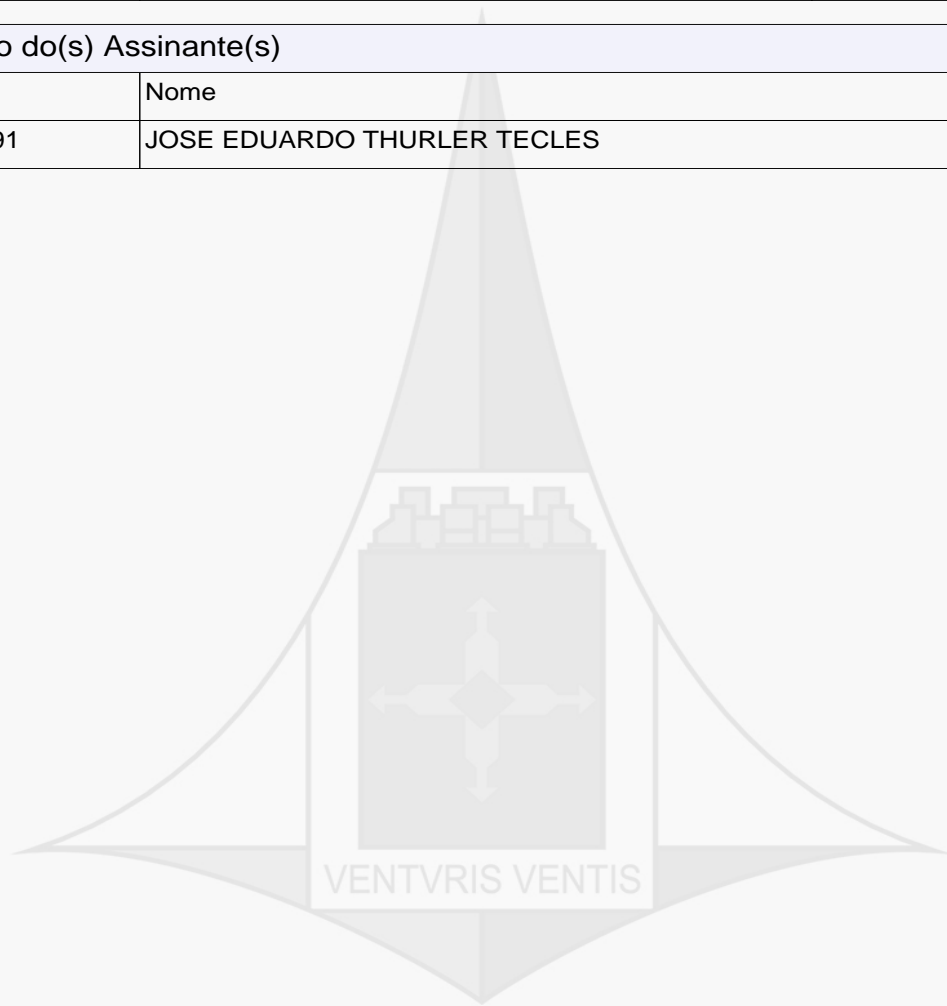 o do(s) Assinante(s)
Nome
91 JOSE EDUARDO THURLER TECLES
VENTVRIS VENTIS